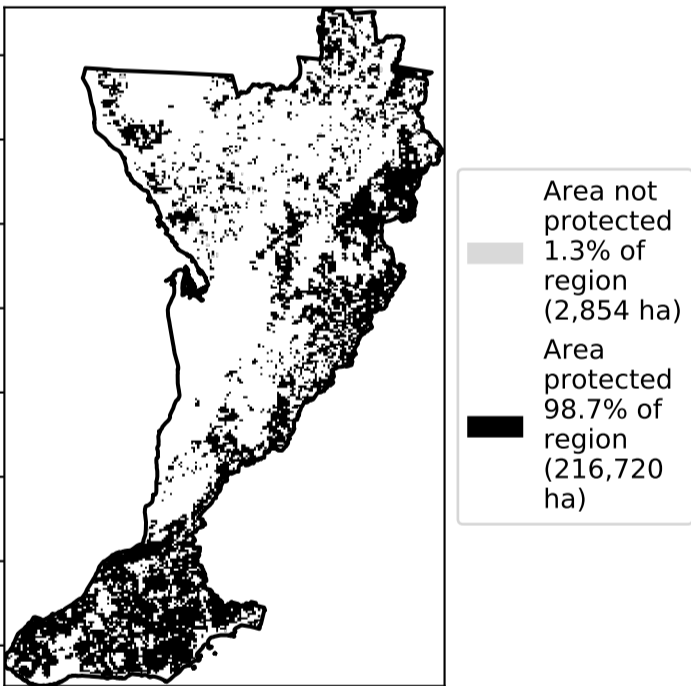 Area not
protected
1.3% of
region
(2,854 ha)
Area
protected
98.7% of
region
(216,720
ha)